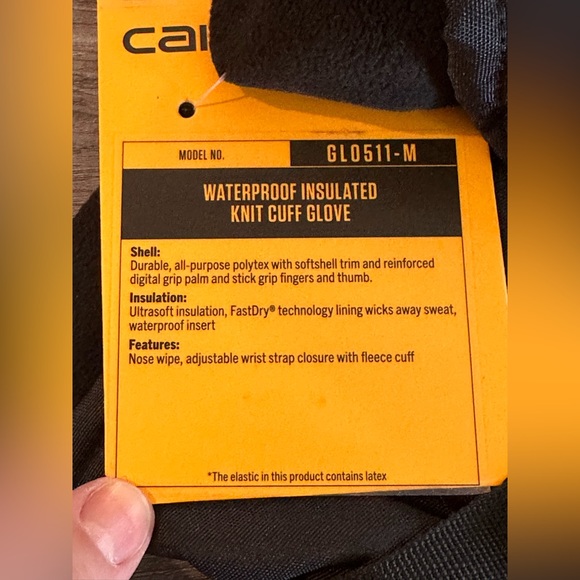 MODEL NO. GL0511-M
WATERPROOF INSULATED
KNIT CUFF GLOVE
Shell:
Durable, all-purpose polytex with softshell trim and reinforced
digital grip palm and stick grip fingers and thumb.
Insulation:
Ultrasoft insulation, FastDry® technology lining wicks away sweat,
waterproof insert
Features:
Nose wipe, adjustable wrist strap closure with fleece cuff
*The elastic in this product contains latex